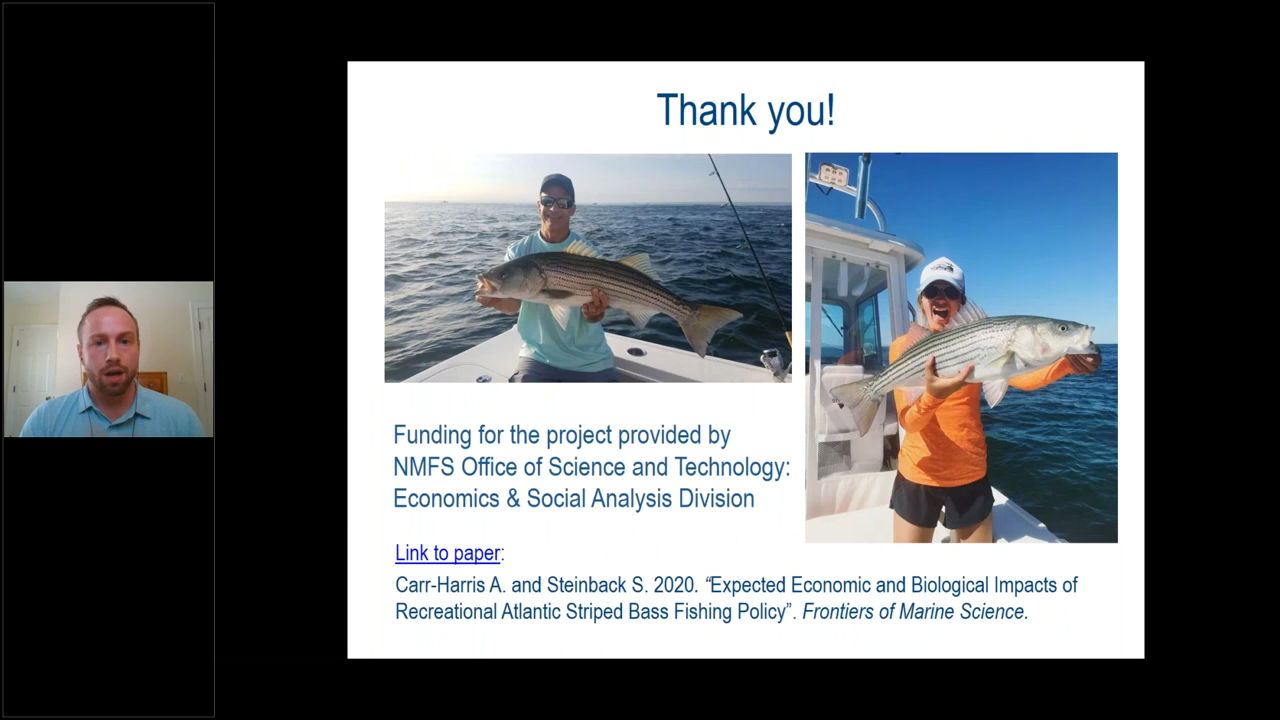 Thank you!
Funding for the project provided by
NMFS Office of Science and Technology:
Economics & Social Analysis Division
Link to paper:
Carr-Harris A. and Steinback S. 2020. “Expected Economic and Biological Impacts of
Recreational Atlantic Striped Bass Fishing Policy”. Frontiers of Marine Science.